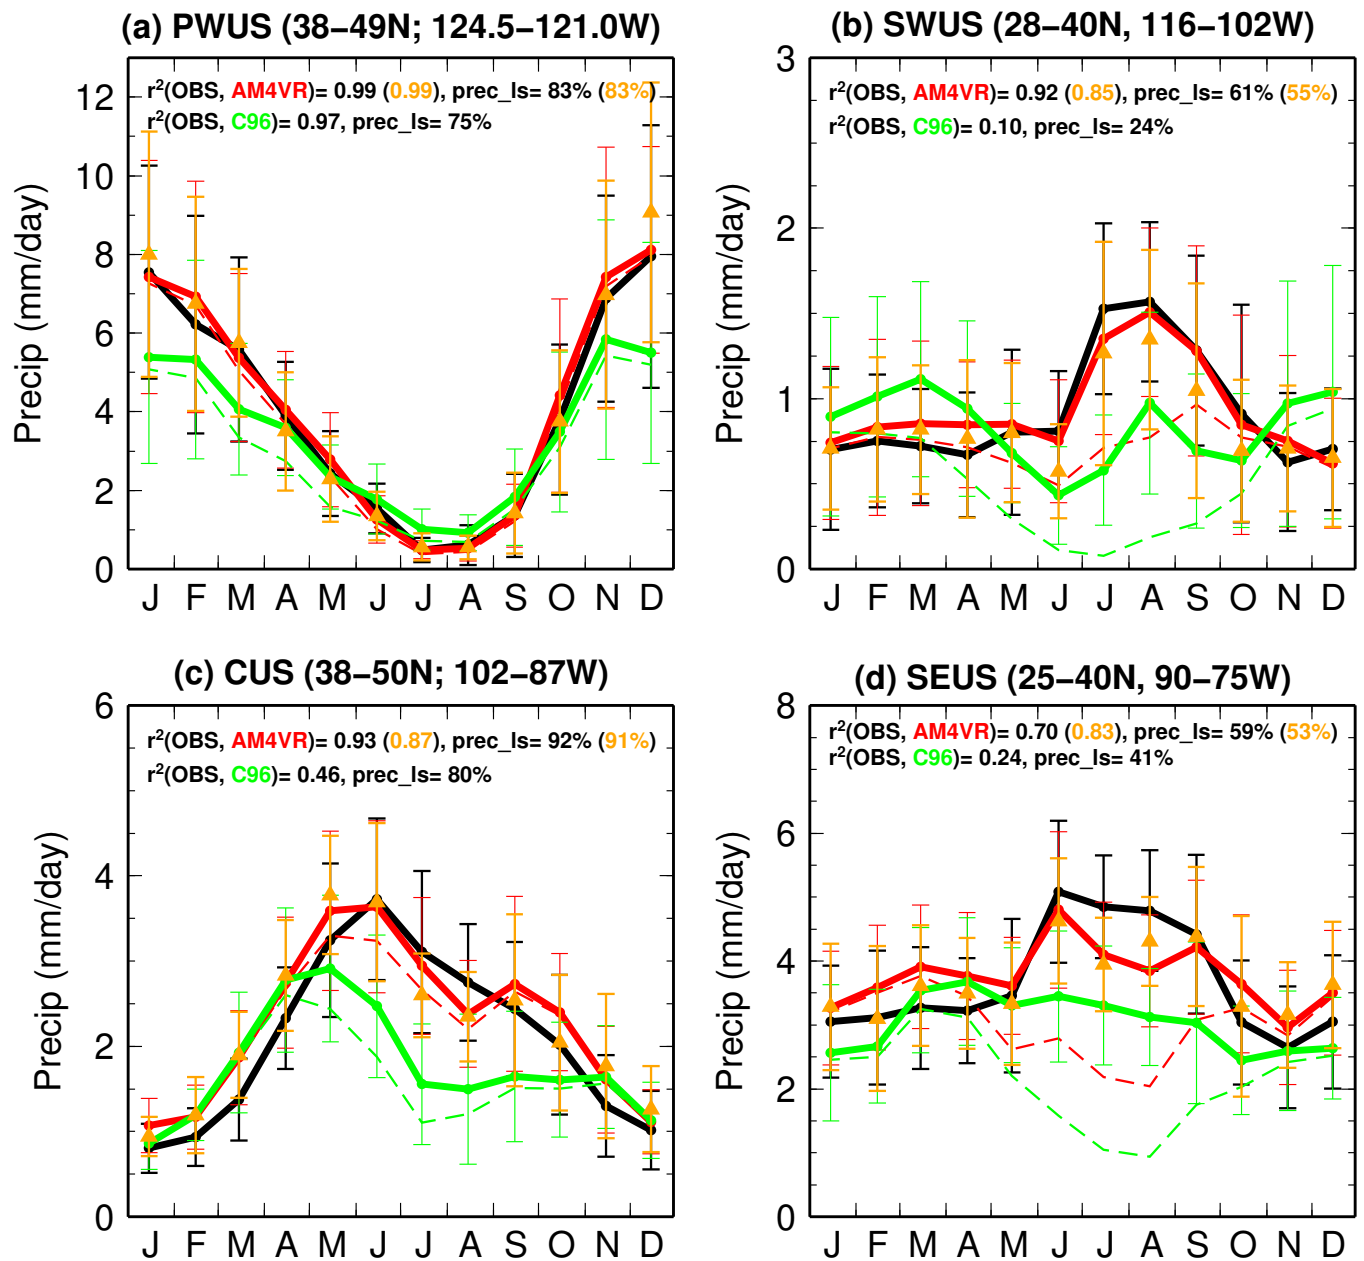 (a) PWUS (38−49N; 124.5−121.0W)
r²(OBS, AM4VR)= 0.99 (0.99), prec_ls= 83% (83%)
r²(OBS, C96)= 0.97, prec_ls= 75%
Precip (mm/day)
12
10
8
6
4
2
0
J F M A M J J A S O N D
(b) SWUS (28−40N, 116−102W)
r²(OBS, AM4VR)= 0.92 (0.85), prec_ls= 61% (55%)
r²(OBS, C96)= 0.10, prec_ls= 24%
Precip (mm/day)
3
2
1
0
J F M A M J J A S O N D
(c) CUS (38−50N; 102−87W)
r²(OBS, AM4VR)= 0.93 (0.87), prec_ls= 92% (91%)
r²(OBS, C96)= 0.46, prec_ls= 80%
Precip (mm/day)
6
4
2
0
J F M A M J J A S O N D
(d) SEUS (25−40N, 90−75W)
r²(OBS, AM4VR)= 0.70 (0.83), prec_ls= 59% (53%)
r²(OBS, C96)= 0.24, prec_ls= 41%
Precip (mm/day)
8
6
4
2
0
J F M A M J J A S O N D